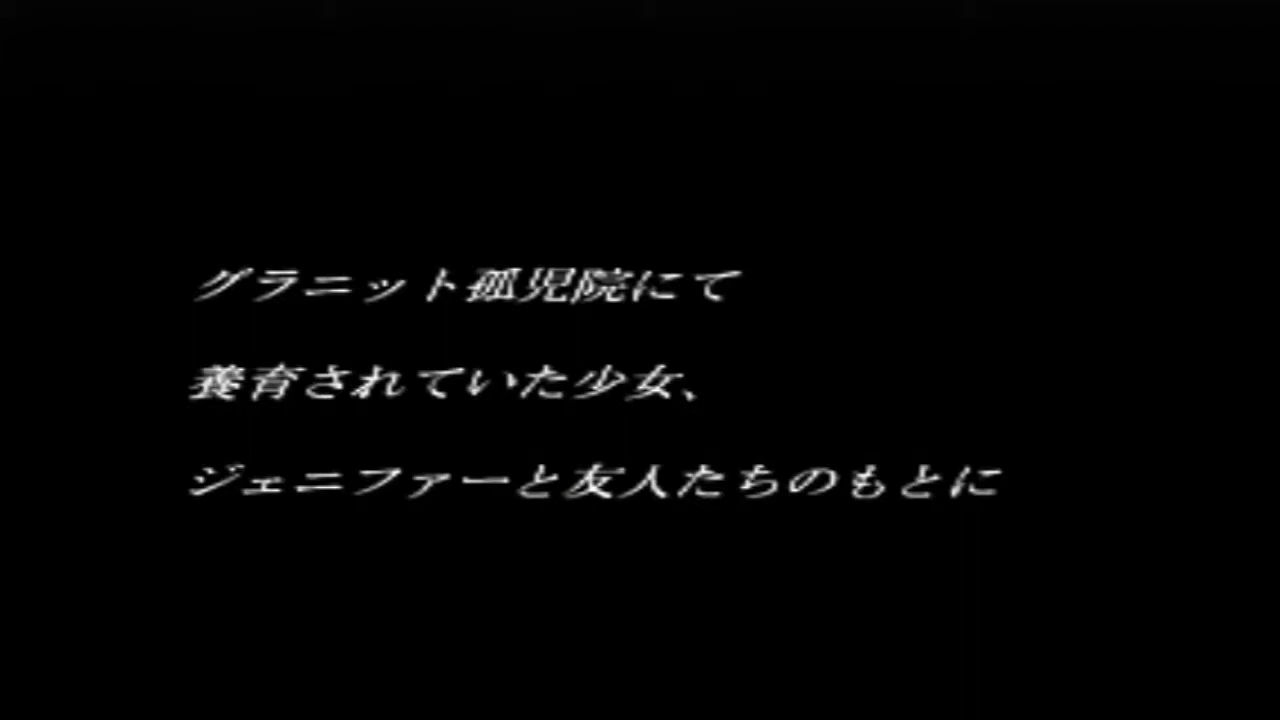 グラニット孤児院にて
養育されていた少女、
ジェニファーと友人たちのもとに